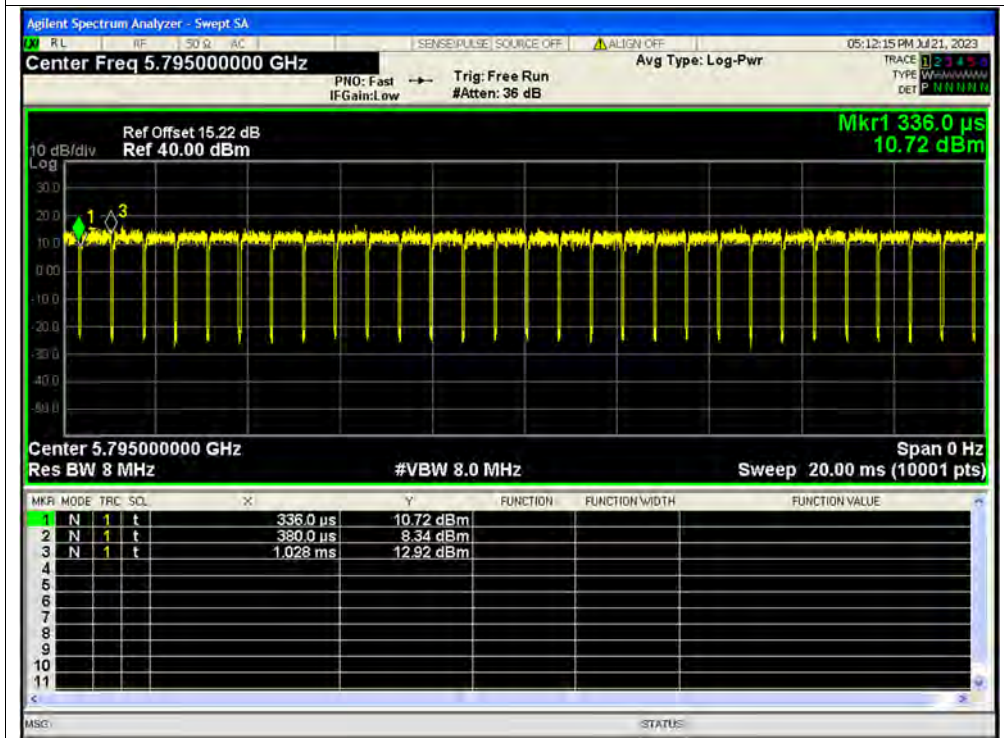 Agilent Spectrum Analyzer - Swept SA
RL RF 50 Ω AC SENSE:PULSE SOURCE OFF ALIGN OFF 05:12:15 PM Jul 21, 2023
Center Freq 5.795000000 GHz Avg Type: Log-Pwr TRACE 1 2 3 4 5 6
PNO: Fast Trig: Free Run TYPE
IFGain:Low #Atten: 36 dB DET P N N N N N
Mkr1 336.0 µs
Ref Offset 15.22 dB
10 dB/div Ref 40.00 dBm 10.72 dBm
Log
30.0
20.0 1 3
10.0
0.00
-10.0
-20.0
-30.0
-40.0
-50.0
Center 5.795000000 GHz Span 0 Hz
Res BW 8 MHz #VBW 8.0 MHz Sweep 20.00 ms (10001 pts)
MKR MODE TRC SCL X Y FUNCTION FUNCTION WIDTH FUNCTION VALUE
1 N 1 t 336.0 µs 10.72 dBm
2 N 1 t 380.0 µs 8.34 dBm
3 N 1 t 1.028 ms 12.92 dBm
4
5
6
7
8
9
10
11
MSG STATUS